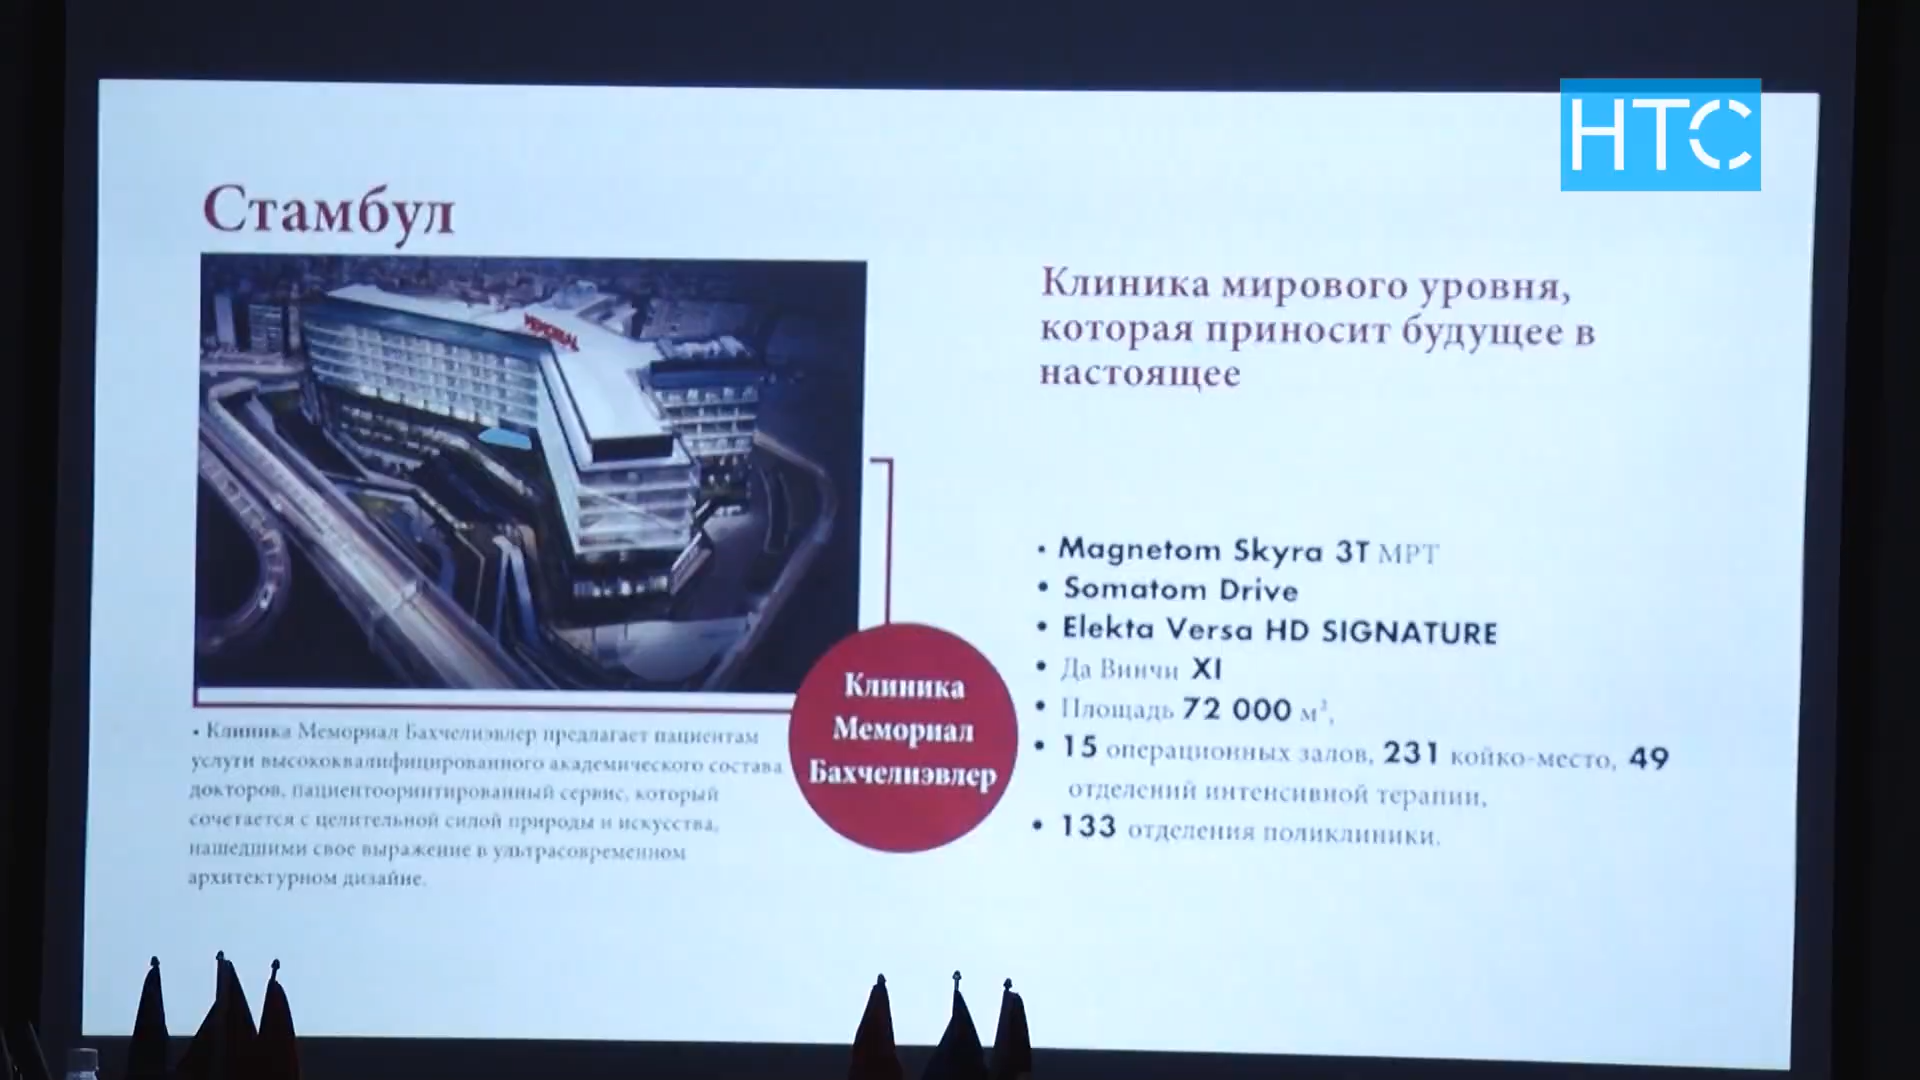 НТС
Стамбул
MEMORIAL
Клиника мирового уровня,
которая приносит будущее в
настоящее
• Magnetom Skyra 3T МРТ
• Somatom Drive
• Elekta Versa HD SIGNATURE
• Да Винчи XI
• Площадь 72 000 м²,
• 15 операционных залов, 231 койко-место, 49
отделений интенсивной терапии,
• 133 отделения поликлиники.
Клиника
Мемориал
Бахчелиэвлер
• Клиника Мемориал Бахчелиэвлер предлагает пациентам
услуги высококвалифицированного академического состава
докторов, пациентоориитированный сервис, который
сочетается с целительной силой природы и искусства,
нашедшими свое выражение в ультрасовременном
архитектурном дизайне.